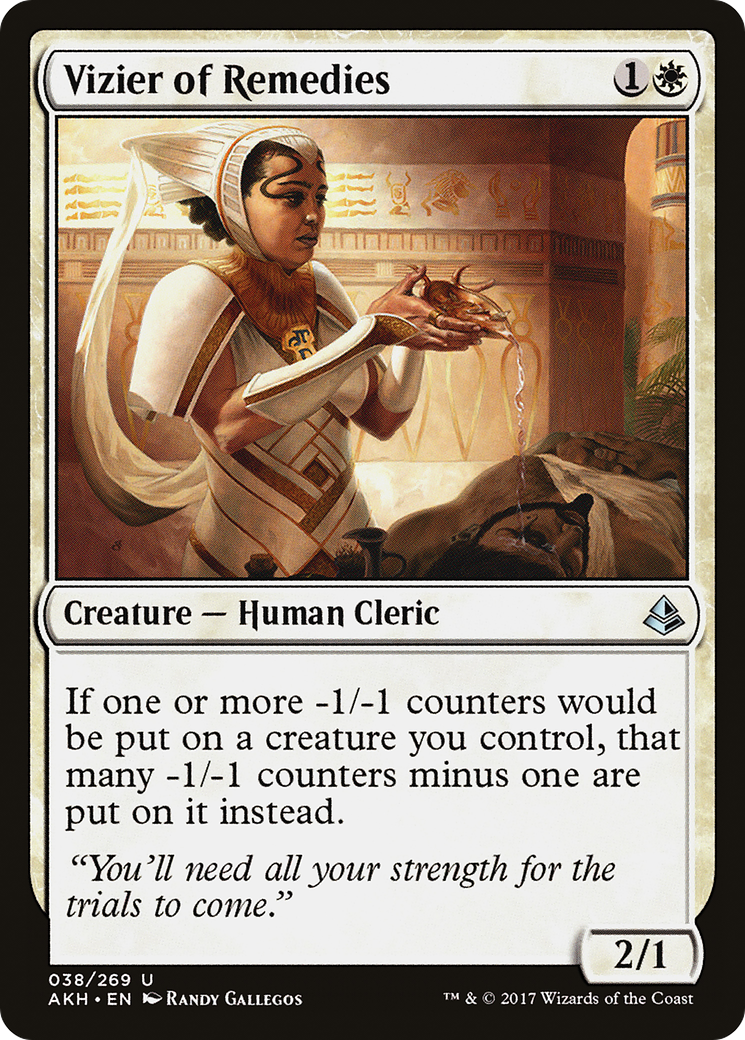 Vizier of Remedies 1
Creature — Human Cleric
If one or more -1/-1 counters would
be put on a creature you control, that
many -1/-1 counters minus one are
put on it instead.
“You’ll need all your strength for the
trials to come.”
2/1
038/269 U
AKH • EN Randy Gallegos
™ & © 2017 Wizards of the Coast